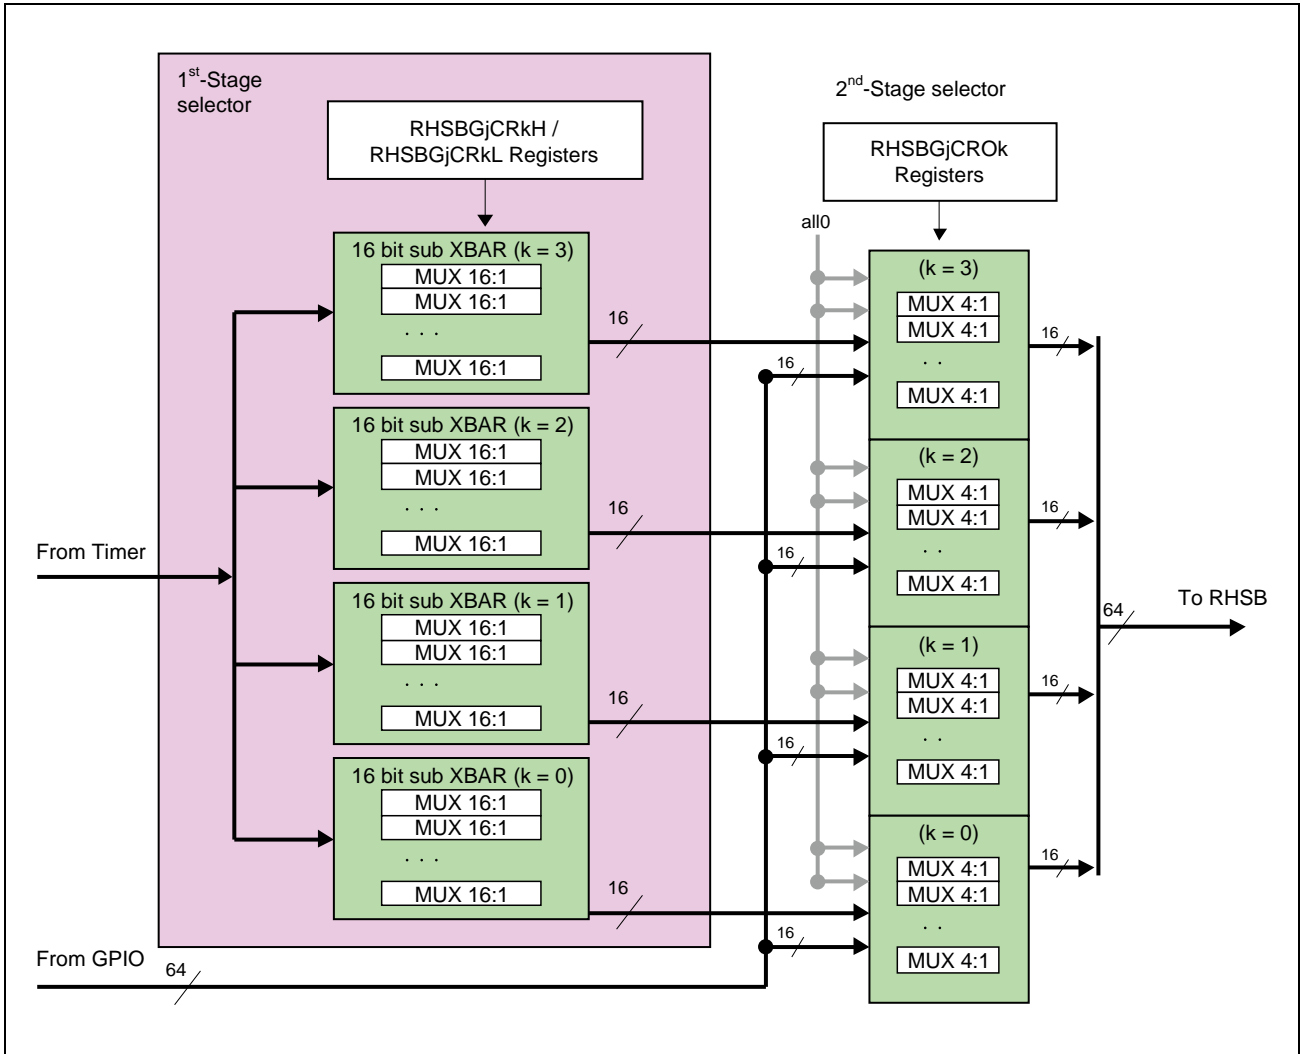 1st-Stage
selector
RHSBGjCRkH /
RHSBGjCRkL Registers
2nd-Stage selector
RHSBGjCROk
Registers
all0
16 bit sub XBAR (k = 3)
MUX 16:1
MUX 16:1
. . .
MUX 16:1
16
16
(k = 3)
MUX 4:1
MUX 4:1
. .
MUX 4:1
16
16 bit sub XBAR (k = 2)
MUX 16:1
MUX 16:1
. . .
MUX 16:1
16
16
(k = 2)
MUX 4:1
MUX 4:1
. .
MUX 4:1
16
From Timer
16 bit sub XBAR (k = 1)
MUX 16:1
MUX 16:1
. . .
MUX 16:1
16
16
(k = 1)
MUX 4:1
MUX 4:1
. .
MUX 4:1
16
64
To RHSB
16 bit sub XBAR (k = 0)
MUX 16:1
MUX 16:1
. . .
MUX 16:1
16
16
(k = 0)
MUX 4:1
MUX 4:1
. .
MUX 4:1
16
From GPIO
64